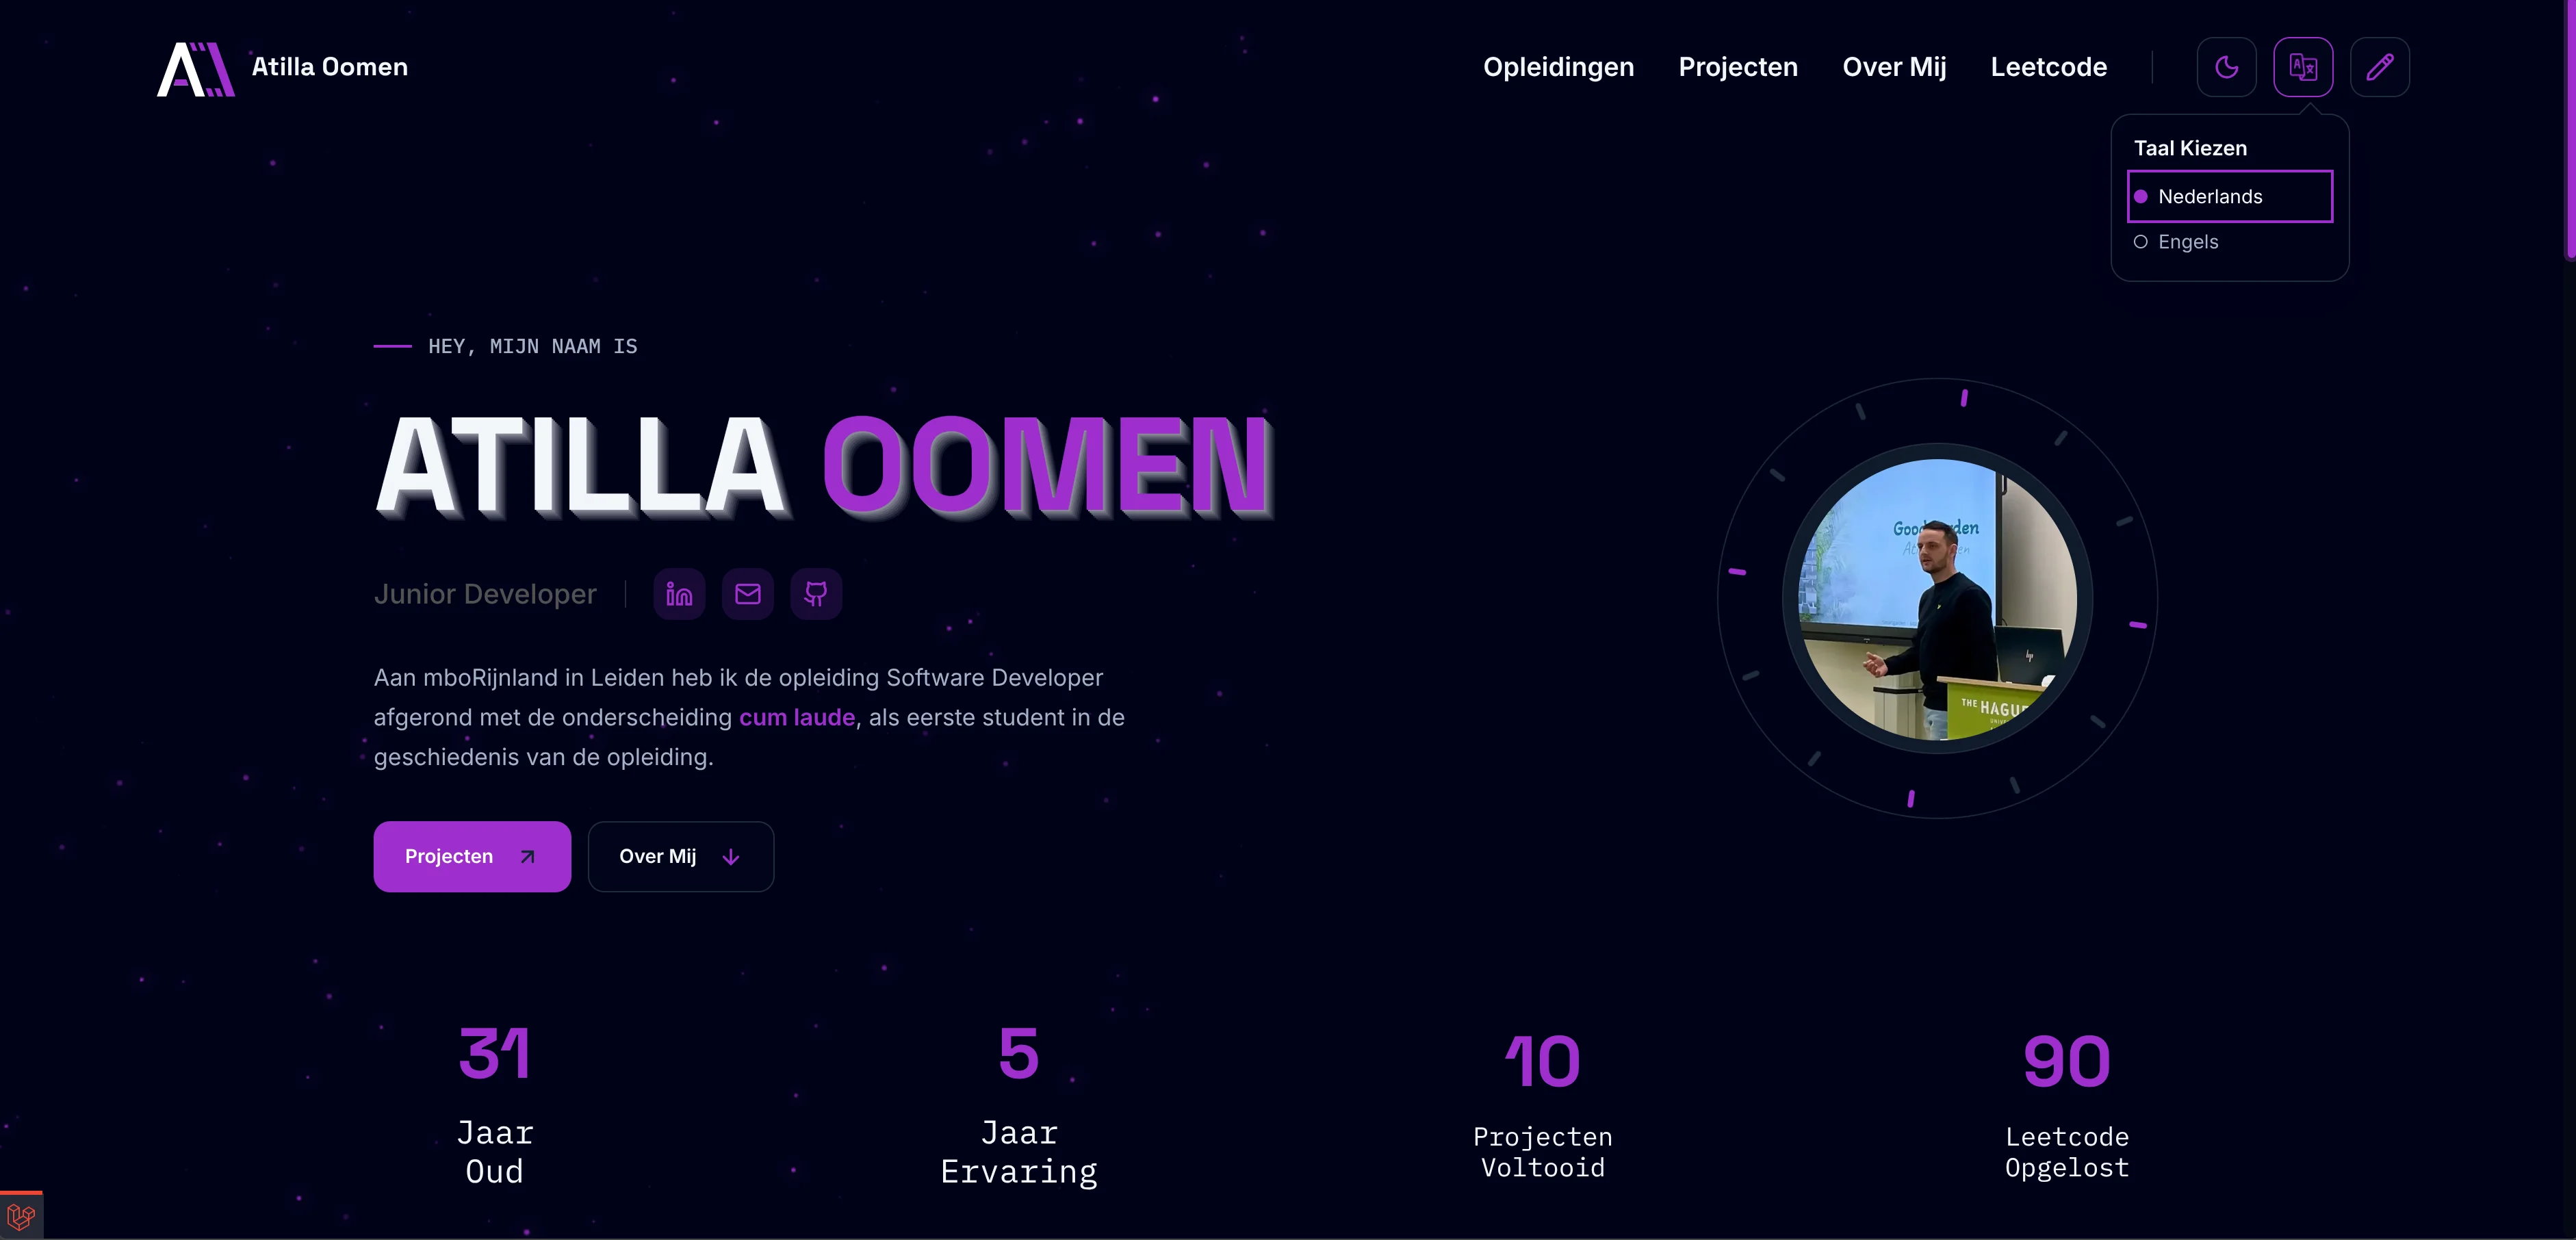 Atilla Oomen
Opleidingen
Projecten
Over Mij
Leetcode
Taal Kiezen
Nederlands
Engels
HEY, MIJN NAAM IS
ATILLA OOMEN
Junior Developer
Aan mboRijnland in Leiden heb ik de opleiding Software Developer
afgerond met de onderscheiding cum laude, als eerste student in de
geschiedenis van de opleiding.
Projecten
Over Mij
THE HAGUE
31
Jaar
Oud
5
Jaar
Ervaring
10
Projecten
Voltooid
90
Leetcode
Opgelost